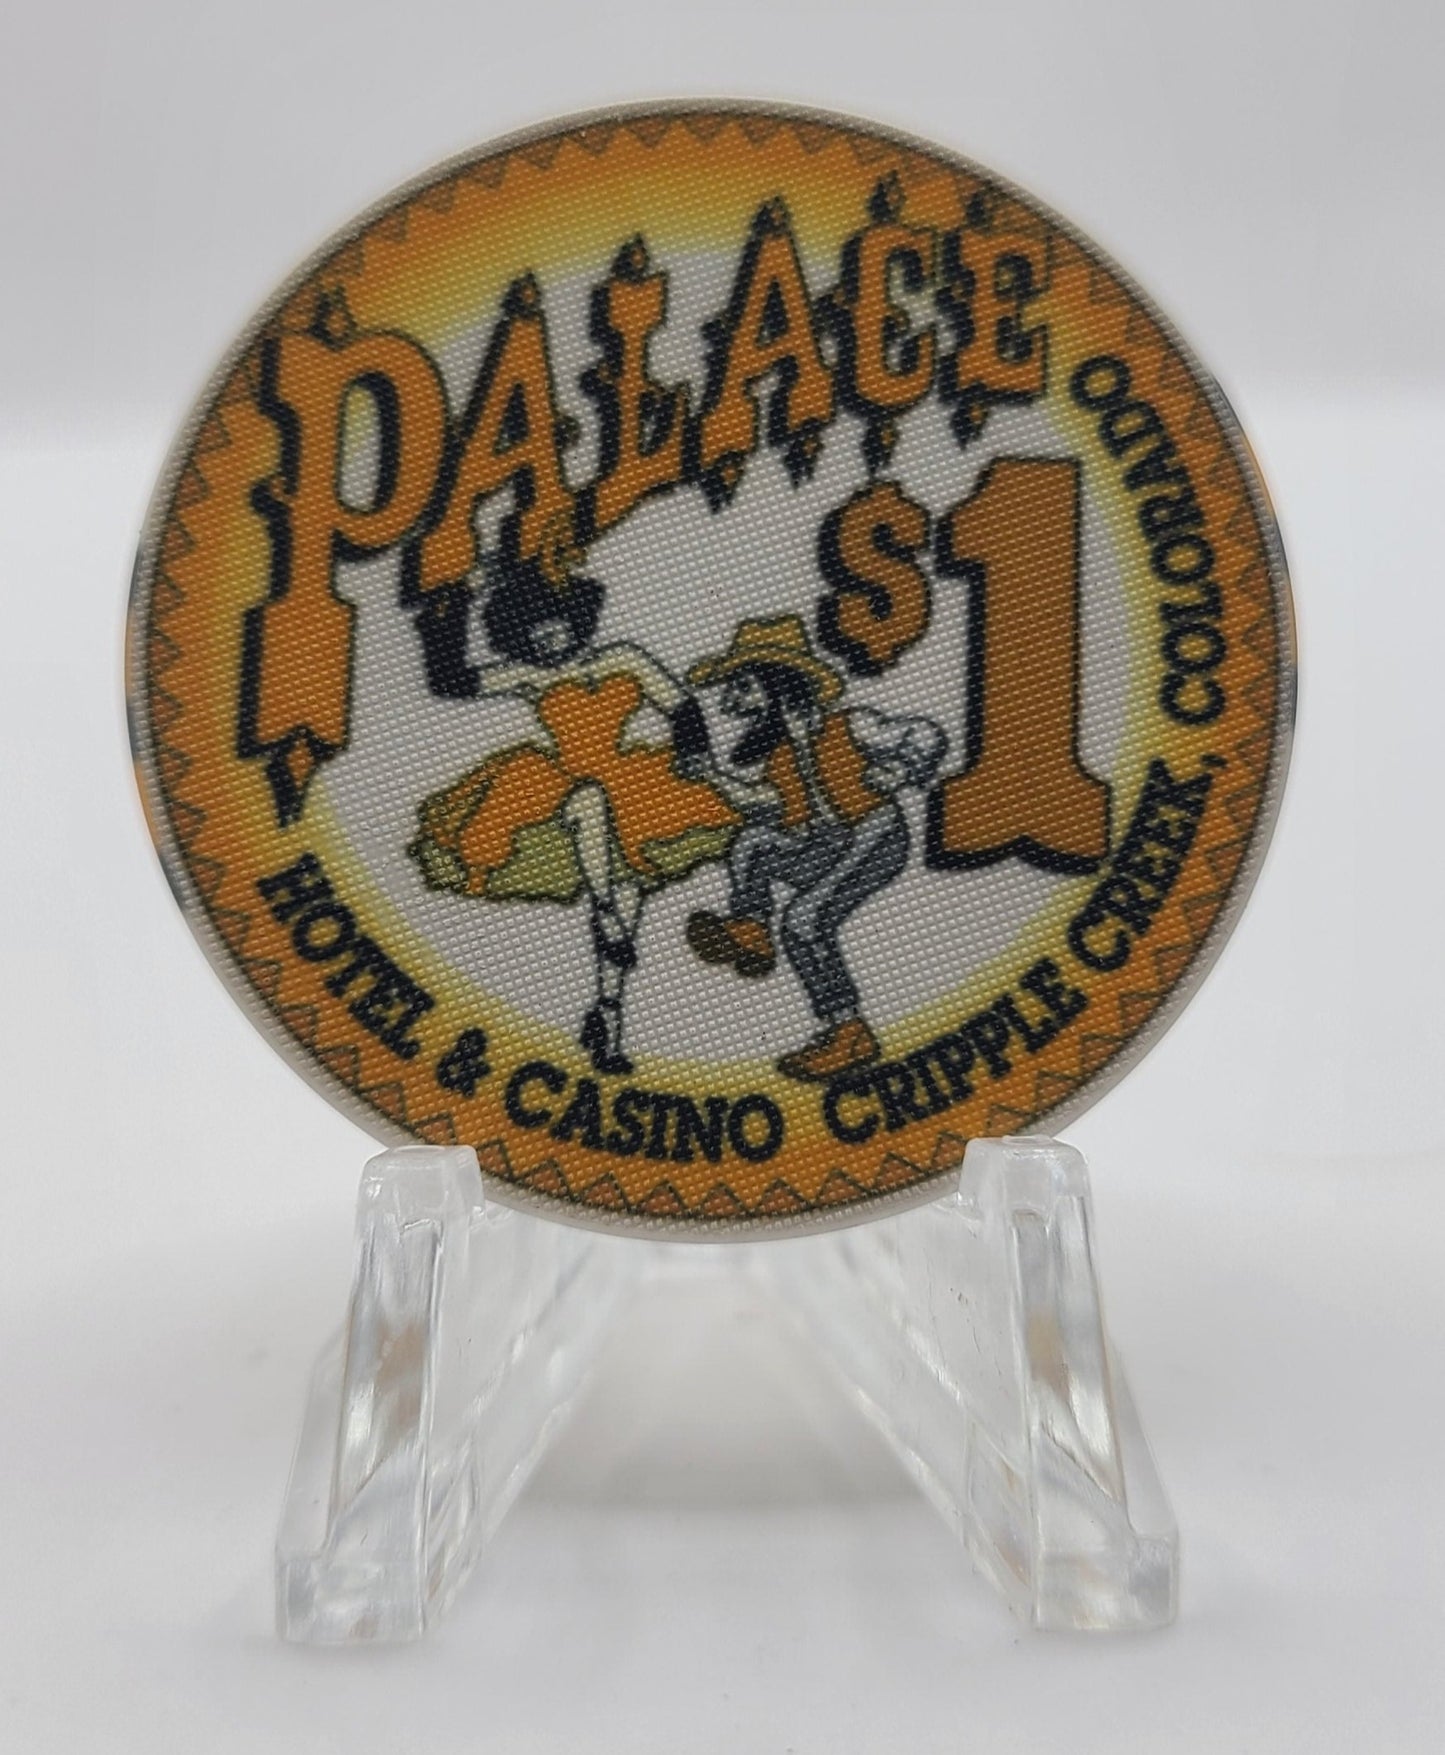 PALACE
$1
HOTEL & CASINO CRIPPLE CREEK, COLORADO